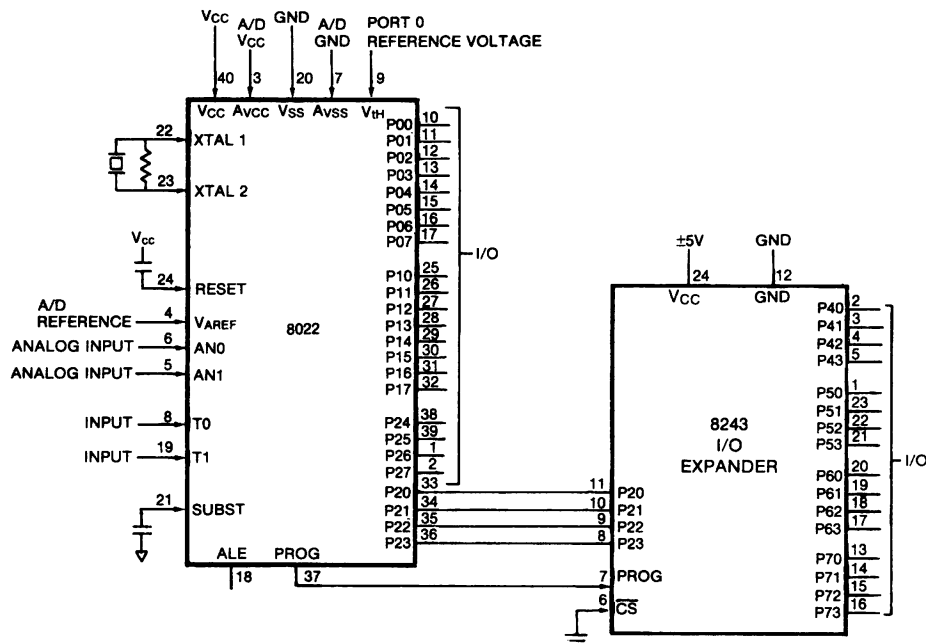 VCC
A/D
VCC
GND
A/D
GND
PORT 0
REFERENCE VOLTAGE
40
3
20
7
9
VCC
AVCC
VSS
AVSS
VtH
22
XTAL 1
23
XTAL 2
VCC
24
RESET
A/D
REFERENCE
4
VAREF
ANALOG INPUT
6
AN0
ANALOG INPUT
5
AN1
INPUT
8
T0
INPUT
19
T1
21
SUBST
8022
ALE
18
PROG
37
P00 10
P01 11
P02 12
P03 13
P04 14
P05 15
P06 16
P07 17
P10 25
P11 26
P12 27
P13 28
P14 29
P15 30
P16 31
P17 32
P24 38
P25 39
P26 1
P27 2
P20 33
P21 34
P22 35
P23 36
I/O
±5V
GND
24
12
VCC
GND
11 P20
10 P21
9 P22
8 P23
7 PROG
6 CS
8243
I/O
EXPANDER
P40 2
P41 3
P42 4
P43 5
P50 1
P51 23
P52 22
P53 21
P60 20
P61 19
P62 18
P63 17
P70 13
P71 14
P72 15
P73 16
I/O